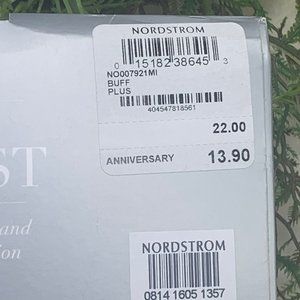 NORDSTROM
0 15182 38645 3
NO007921MI
BUFF
PLUS
404547818561
22.00
ANNIVERSARY 13.90
ST
and
ion
NORDSTROM
0814 1605 1357